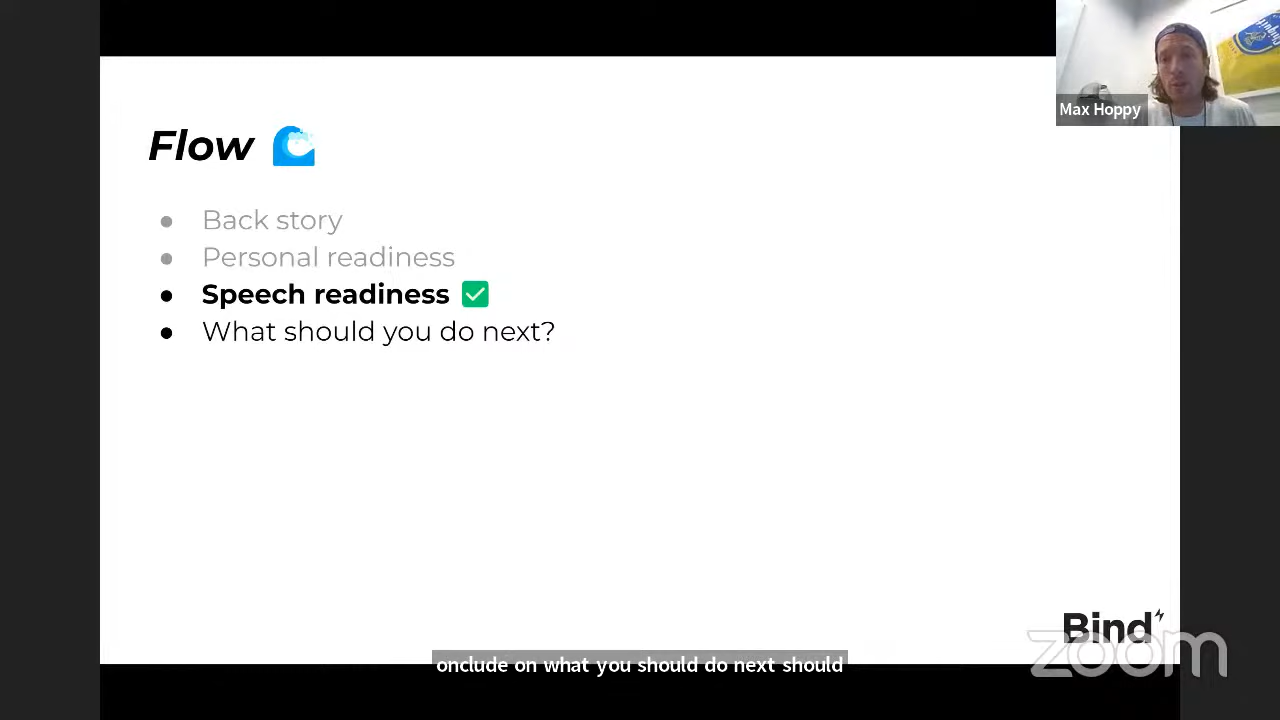 Max Hoppy
Flow
Back story
Personal readiness
Speech readiness
What should you do next?
Bind
zoom
onclude on what you should do next should